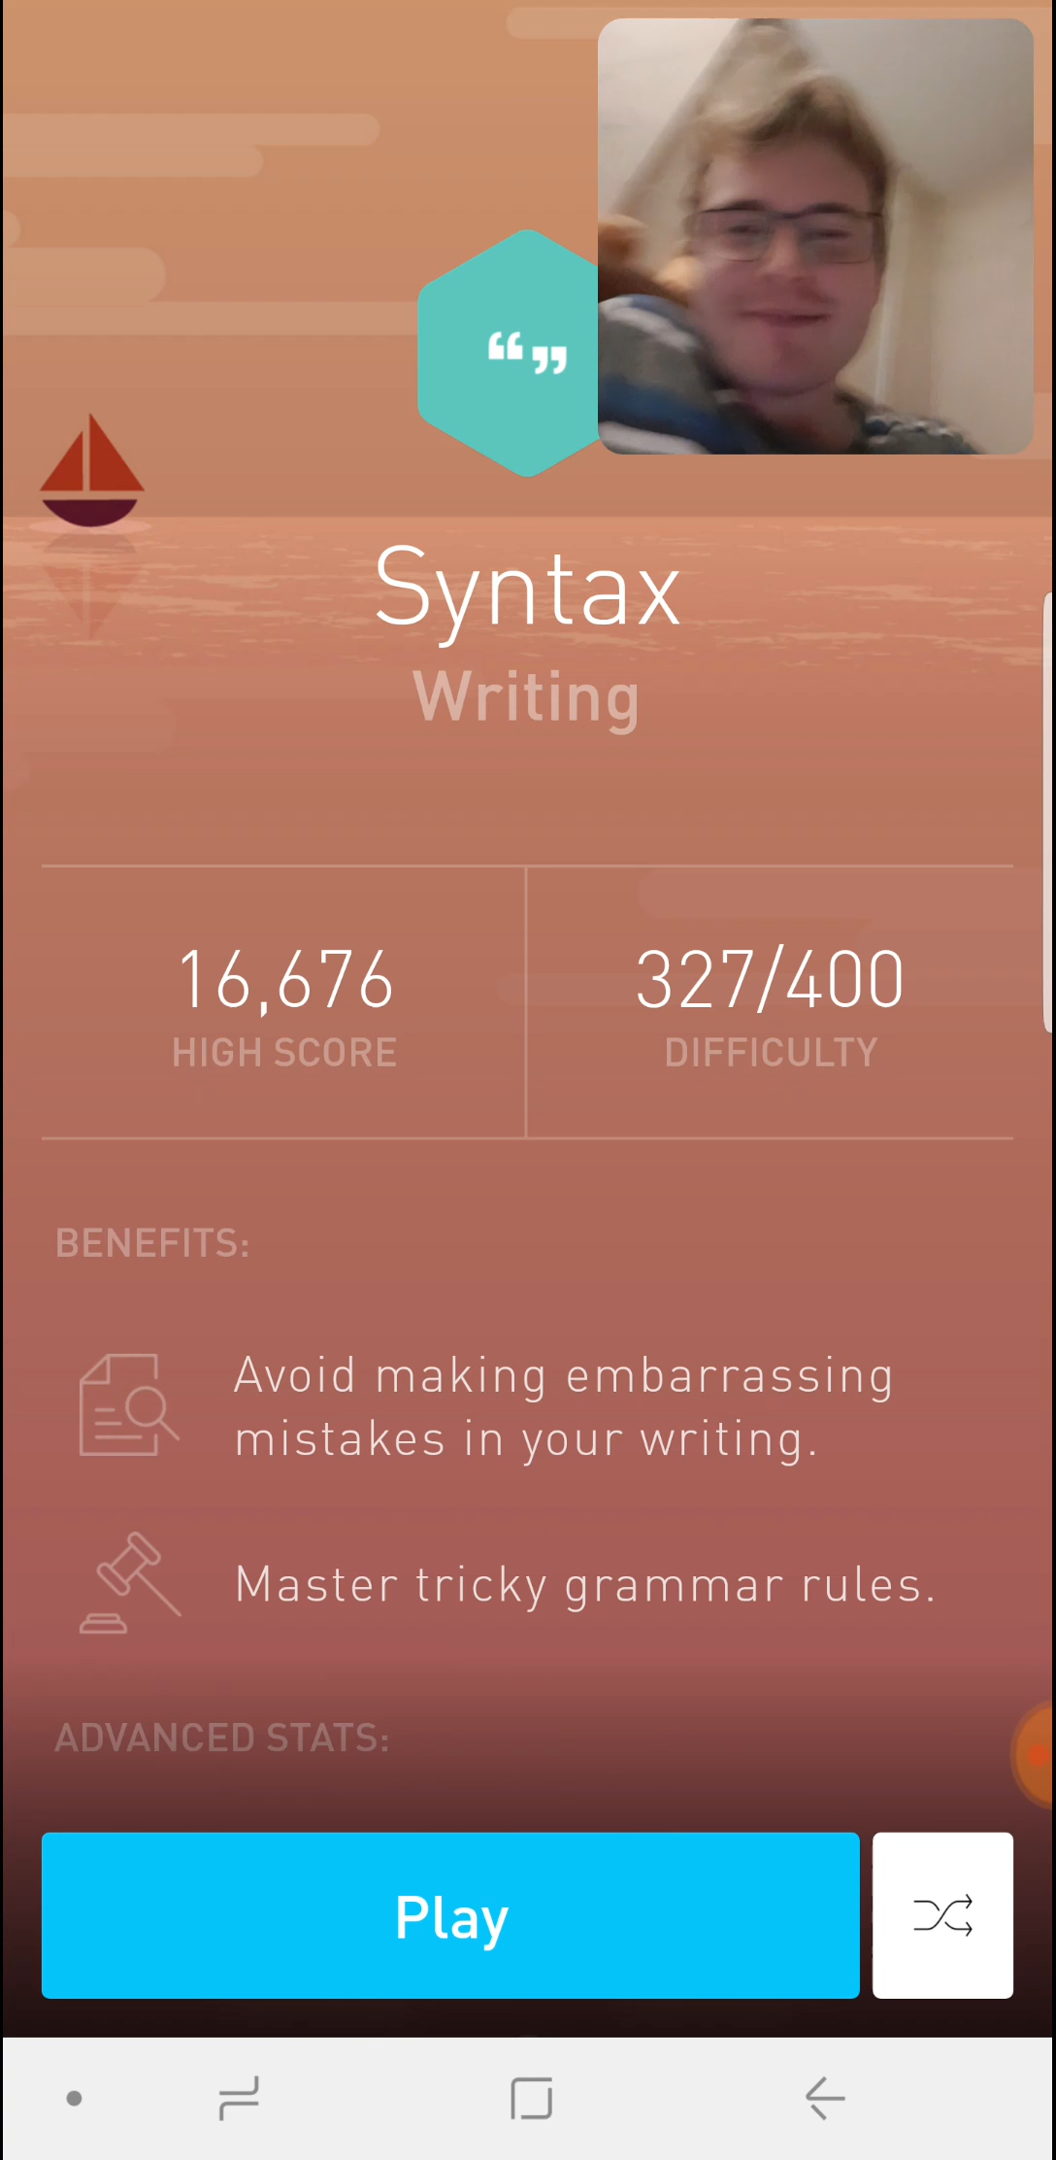 “ ”
Syntax
Writing
16,676
HIGH SCORE
327/400
DIFFICULTY
BENEFITS:
Avoid making embarrassing
mistakes in your writing.
Master tricky grammar rules.
ADVANCED STATS:
Play